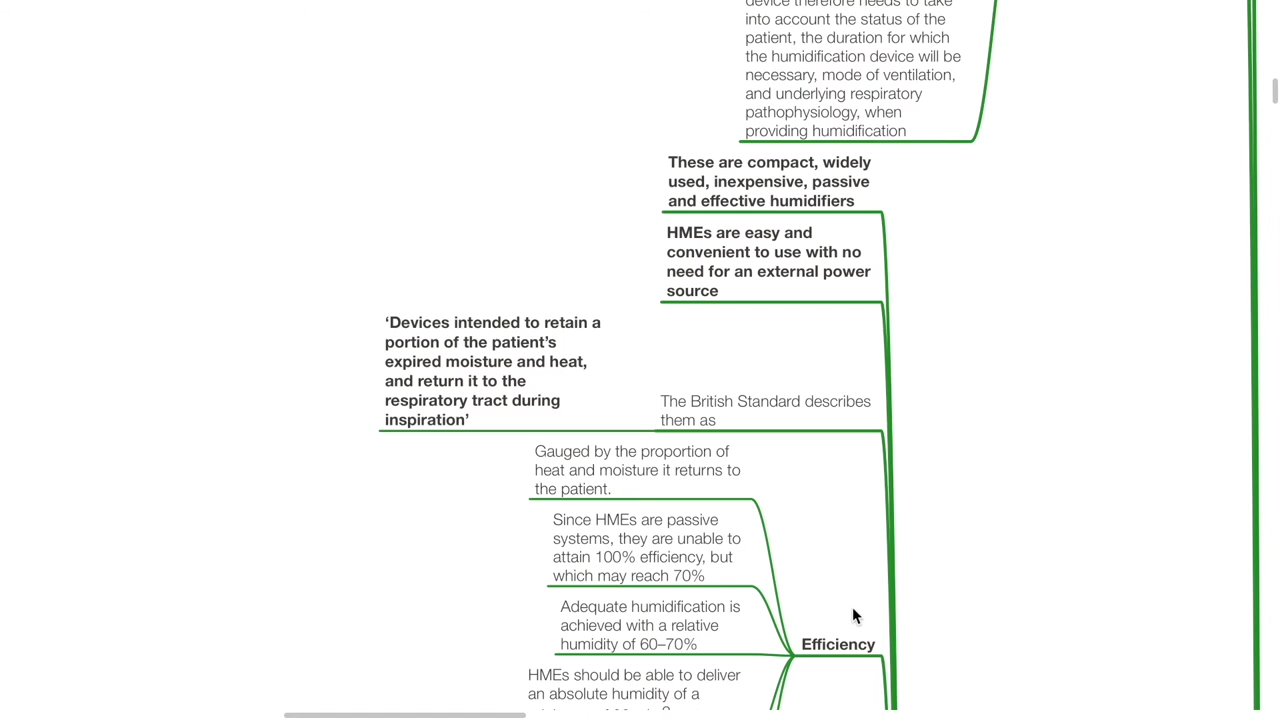 device therefore needs to take
into account the status of the
patient, the duration for which
the humidification device will be
necessary, mode of ventilation,
and underlying respiratory
pathophysiology, when
providing humidification
These are compact, widely
used, inexpensive, passive
and effective humidifiers
HMEs are easy and
convenient to use with no
need for an external power
source
‘Devices intended to retain a
portion of the patient’s
expired moisture and heat,
and return it to the
respiratory tract during
inspiration’
The British Standard describes
them as
Gauged by the proportion of
heat and moisture it returns to
the patient.
Since HMEs are passive
systems, they are unable to
attain 100% efficiency, but
which may reach 70%
Adequate humidification is
achieved with a relative
humidity of 60–70%
Efficiency
HMEs should be able to deliver
an absolute humidity of a